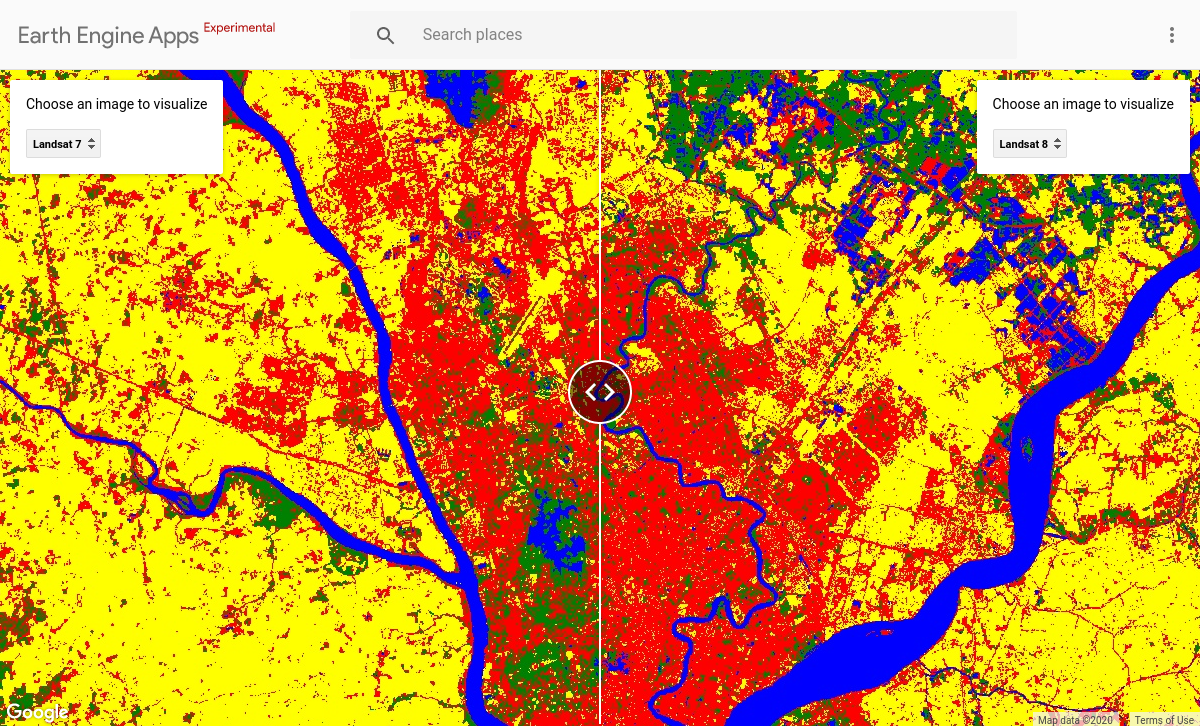 Earth Engine Apps Experimental
Search places
Choose an image to visualize
Landsat 7
Choose an image to visualize
Landsat 8
Google
Map data ©2020
Terms of Use